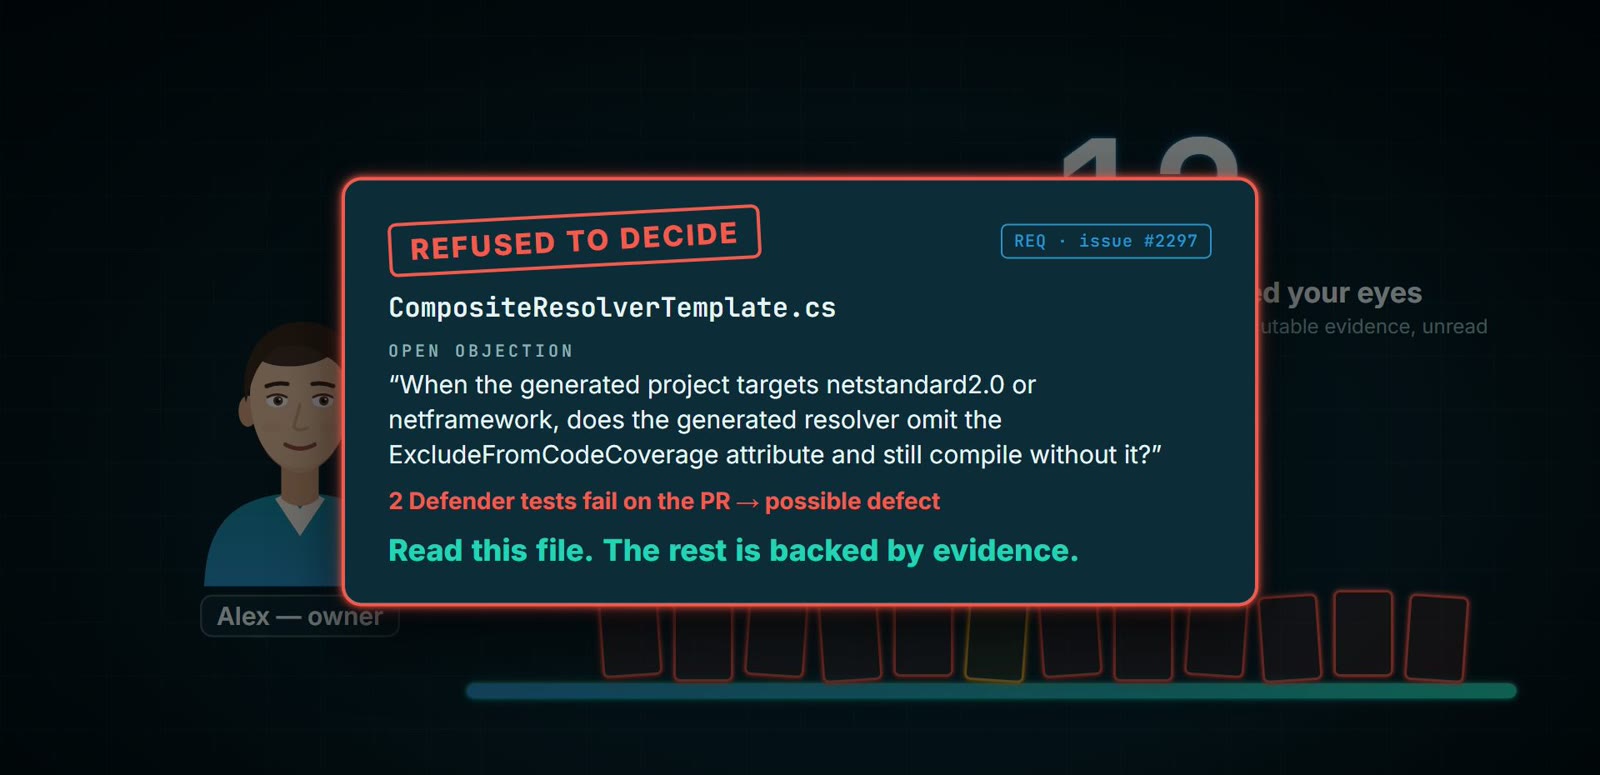 REFUSED TO DECIDE
REQ · issue #2297
CompositeResolverTemplate.cs
OPEN OBJECTION
“When the generated project targets netstandard2.0 or
netframework, does the generated resolver omit the
ExcludeFromCodeCoverage attribute and still compile without it?”
2 Defender tests fail on the PR → possible defect
Read this file. The rest is backed by evidence.
your eyes
evidence, unread
Alex — owner